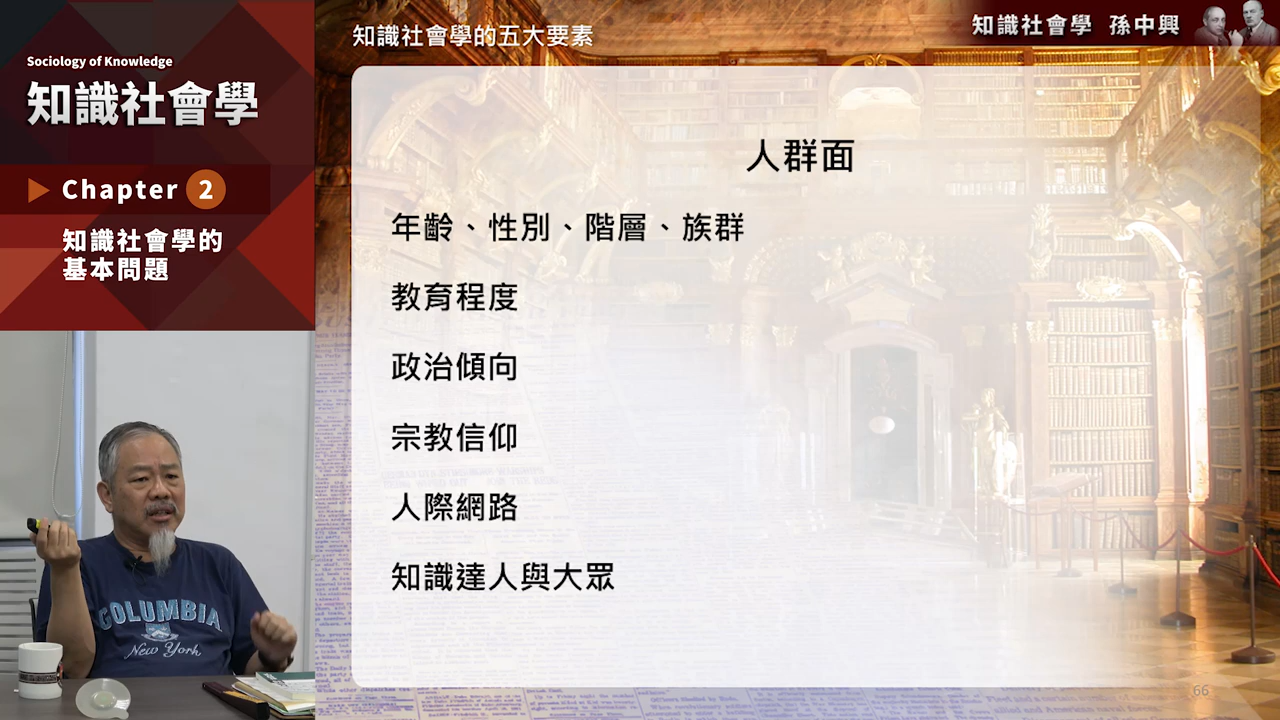 Sociology of Knowledge
知識社會學
Chapter 2
知識社會學的
基本問題
知識社會學的五大要素
知識社會學 孫中興
人群面
年齡、性別、階層、族群
教育程度
政治傾向
宗教信仰
人際網路
知識達人與大眾
COLUMBIA
New York
66